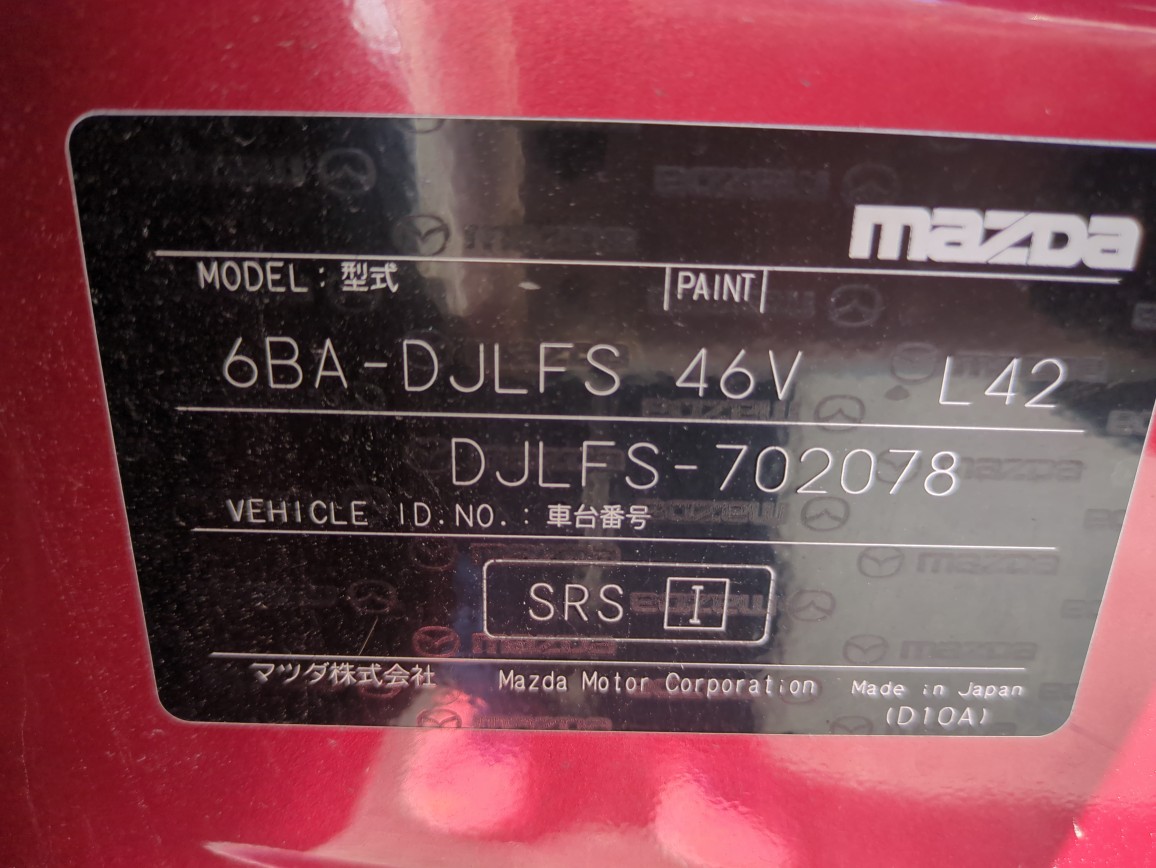 mazda
MODEL : 型式 PAINT
6BA-DJLFS 46V L42
DJLFS-702078
VEHICLE ID.NO. : 車台番号
SRS I
マツダ株式会社 Mazda Motor Corporation Made in Japan
(D10A)